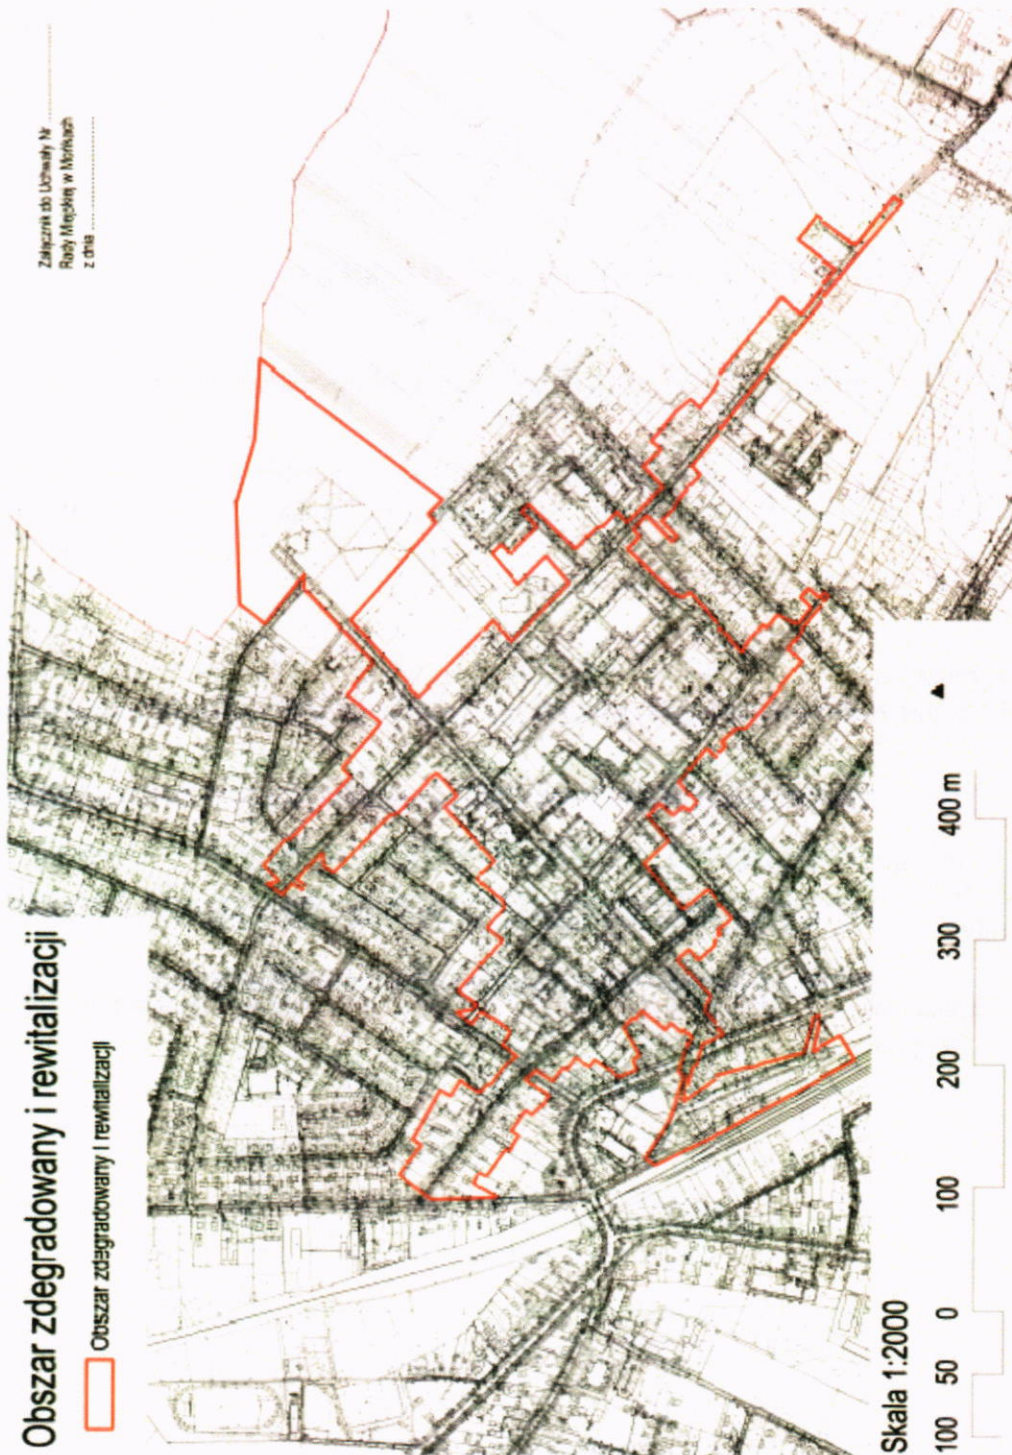 Załącznik do Uchwały Nr ....................
Rady Miejskiej w Mońkach
z dnia ..............................
Obszar zdegradowany i rewitalizacji
Obszar zdegradowany i rewitalizacji
Skala 1:2000
100 50 0 100 200 300 400 m